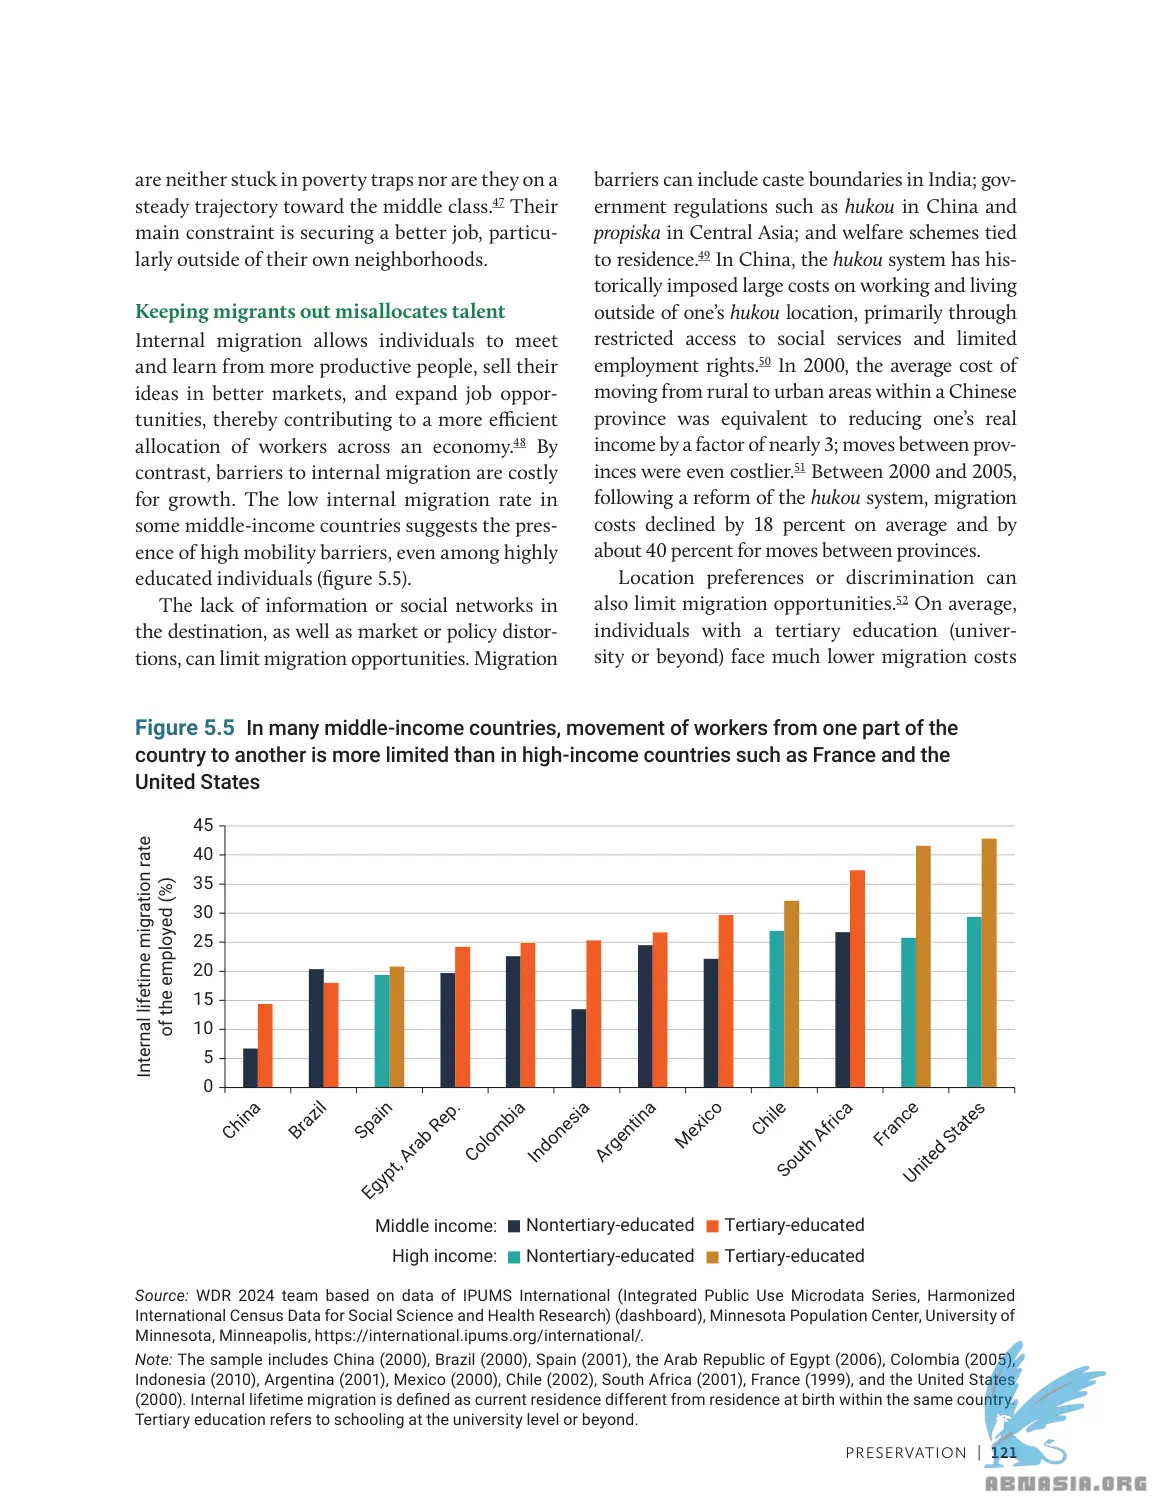 are neither stuck in poverty traps nor are they on a
steady trajectory toward the middle class.47 Their
main constraint is securing a better job, particu-
larly outside of their own neighborhoods.
Keeping migrants out misallocates talent
Internal migration allows individuals to meet
and learn from more productive people, sell their
ideas in better markets, and expand job oppor-
tunities, thereby contributing to a more efficient
allocation of workers across an economy.48 By
contrast, barriers to internal migration are costly
for growth. The low internal migration rate in
some middle-income countries suggests the pres-
ence of high mobility barriers, even among highly
educated individuals (figure 5.5).
The lack of information or social networks in
the destination, as well as market or policy distor-
tions, can limit migration opportunities. Migration
barriers can include caste boundaries in India; gov-
ernment regulations such as hukou in China and
propiska in Central Asia; and welfare schemes tied
to residence.49 In China, the hukou system has his-
torically imposed large costs on working and living
outside of one's hukou location, primarily through
restricted access to social services and limited
employment rights.50 In 2000, the average cost of
moving from rural to urban areas within a Chinese
province was equivalent to reducing one's real
income by a factor of nearly 3; moves between prov-
inces were even costlier.51 Between 2000 and 2005,
following a reform of the hukou system, migration
costs declined by 18 percent on average and by
about 40 percent for moves between provinces.
Location preferences or discrimination can
also limit migration opportunities.52 On average,
individuals with a tertiary education (univer-
sity or beyond) face much lower migration costs
Figure 5.5 In many middle-income countries, movement of workers from one part of the
country to another is more limited than in high-income countries such as France and the
United States
Internal lifetime migration rate
of the employed (%)
45
40
35
30
25
20
15
10
5
0
China
Brazil
Spain
Egypt, Arab Rep.
Colombia
Indonesia
Argentina
Mexico
Chile
South Africa
France
United States
Middle income: Nontertiary-educated Tertiary-educated
High income: Nontertiary-educated Tertiary-educated
Source: WDR 2024 team based on data of IPUMS International (Integrated Public Use Microdata Series, Harmonized
International Census Data for Social Science and Health Research) (dashboard), Minnesota Population Center, University of
Minnesota, Minneapolis, https://international.ipums.org/international/.
Note: The sample includes China (2000), Brazil (2000), Spain (2001), the Arab Republic of Egypt (2006), Colombia (2005),
Indonesia (2010), Argentina (2001), Mexico (2000), Chile (2002), South Africa (2001), France (1999), and the United States
(2000). Internal lifetime migration is defined as current residence different from residence at birth within the same country.
Tertiary education refers to schooling at the university level or beyond.
PRESERVATION | 121
ABNASIA.ORG